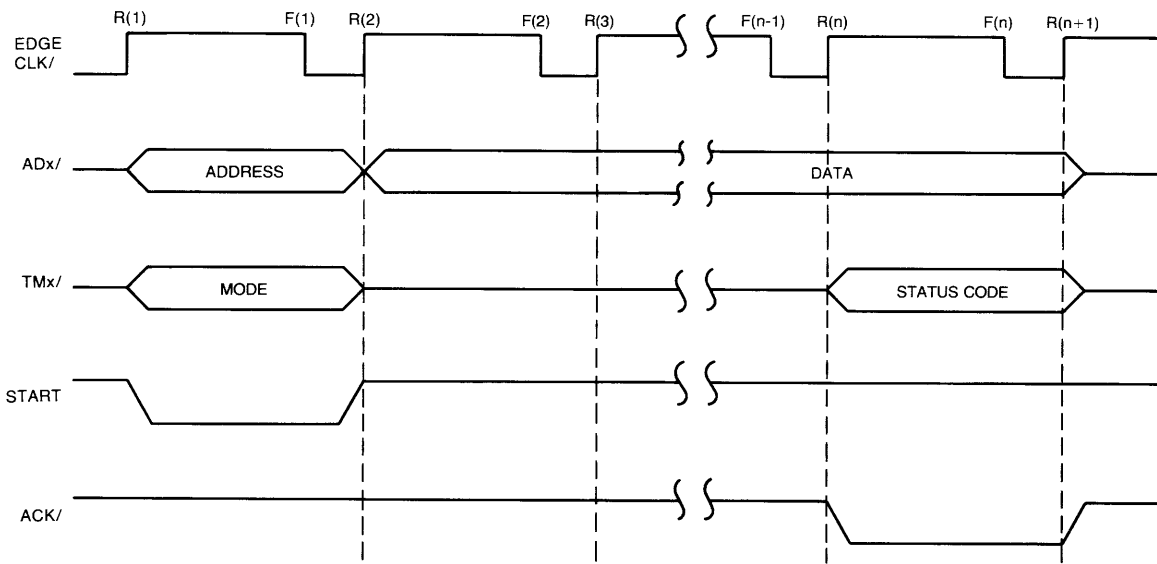 R(1) F(1) R(2) F(2) R(3) F(n-1) R(n) F(n) R(n+1)
EDGE
CLK/
ADx/ ADDRESS DATA
TMx/ MODE STATUS CODE
START
ACK/